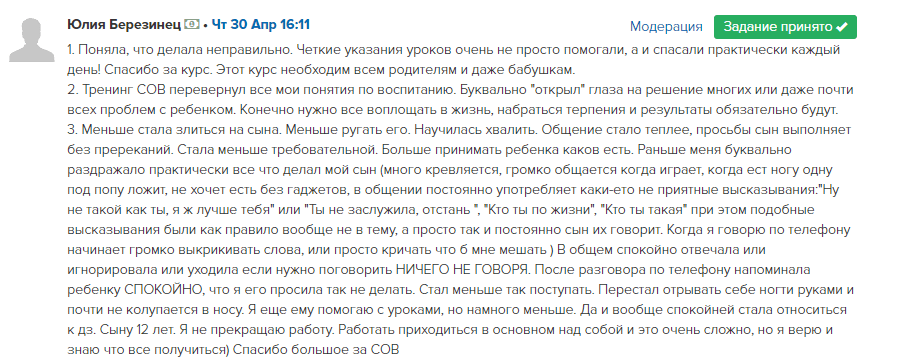 Юлия Березинец • Чт 30 Апр 16:11
Модерация
Задание принято ✔
1. Поняла, что делала неправильно. Четкие указания уроков очень не просто помогали, а и спасали практически каждый
день! Спасибо за курс. Этот курс необходим всем родителям и даже бабушкам.
2. Тренинг СОВ перевернул все мои понятия по воспитанию. Буквально "открыл" глаза на решение многих или даже почти
всех проблем с ребенком. Конечно нужно все воплощать в жизнь, набраться терпения и результаты обязательно будут.
3. Меньше стала злиться на сына. Меньше ругать его. Научилась хвалить. Общение стало теплее, просьбы сын выполняет
без пререканий. Стала меньше требовательной. Больше принимать ребенка каков есть. Раньше меня буквально
раздражало практически все что делал мой сын (много кревляется, громко общается когда играет, когда ест ногу одну
под попу ложит, не хочет есть без гаджетов, в общении постоянно употребляет каки-ето не приятные высказывания:"Ну
не такой как ты, я ж лучше тебя" или "Ты не заслужила, отстань ", "Кто ты по жизни", "Кто ты такая" при этом подобные
высказывания были как правило вообще не в тему, а просто так и постоянно сын их говорит. Когда я говорю по телефону
начинает громко выкрикивать слова, или просто кричать что б мне мешать ) В общем спокойно отвечала или
игнорировала или уходила если нужно поговорить НИЧЕГО НЕ ГОВОРЯ. После разговора по телефону напоминала
ребенку СПОКОЙНО, что я его просила так не делать. Стал меньше так поступать. Перестал отрывать себе ногти руками и
почти не колупается в носу. Я еще ему помогаю с уроками, но намного меньше. Да и вообще спокойней стала относиться
к дз. Сыну 12 лет. Я не прекращаю работу. Работать приходиться в основном над собой и это очень сложно, но я верю и
знаю что все получиться) Спасибо большое за СОВ